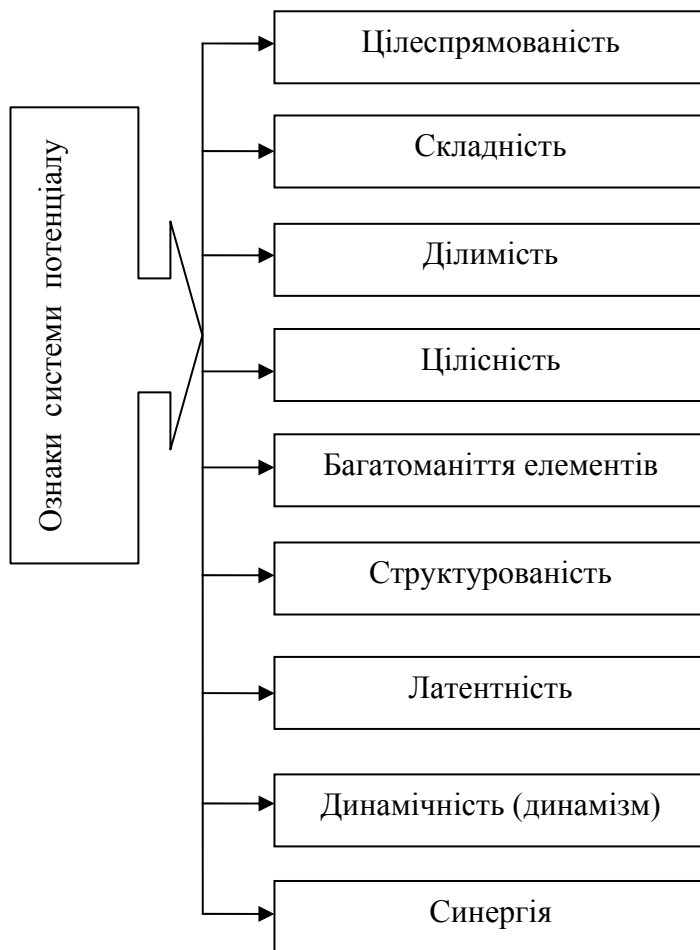 Ознаки системи потенціалу
Цілеспрямованість
Складність
Ділимість
Цілісність
Багатоманіття елементів
Структурованість
Латентність
Динамічність (динамізм)
Синергія